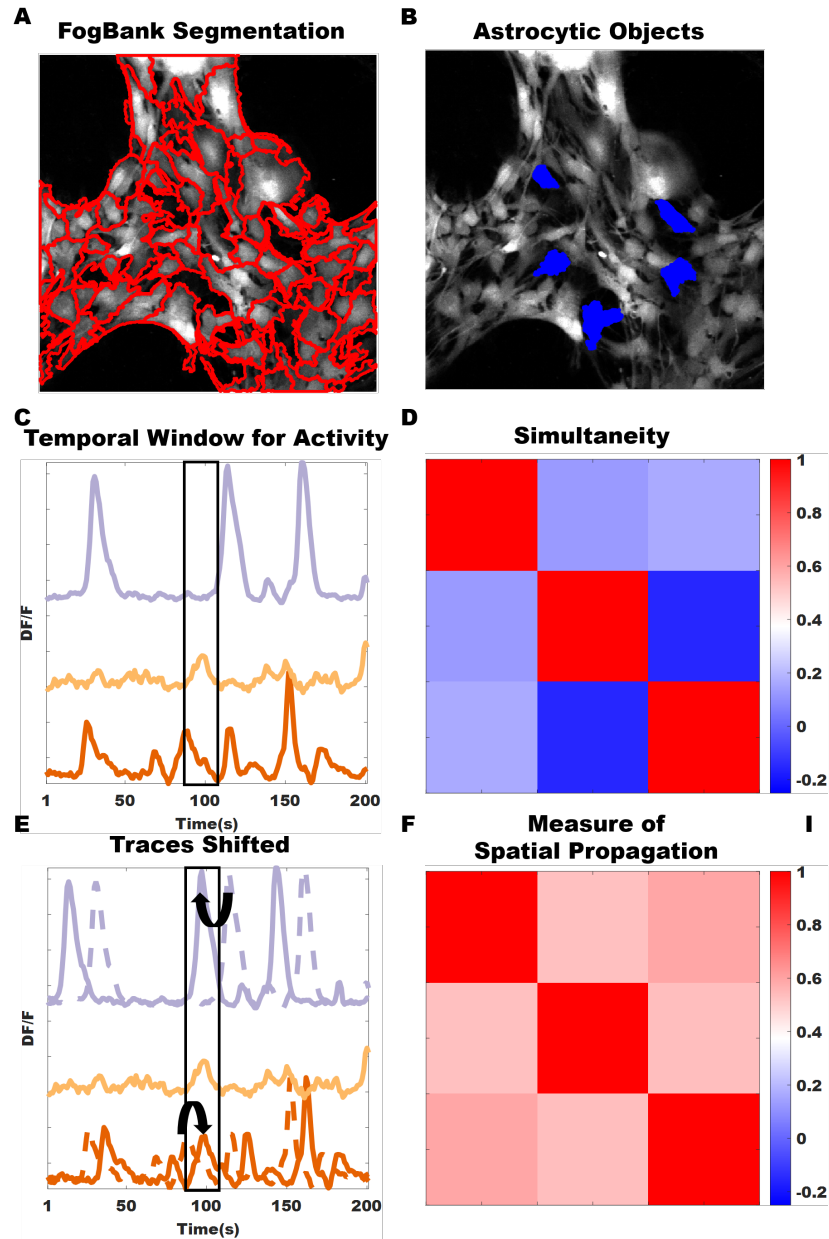 A
FogBank Segmentation
B
Astrocytic Objects
C
Temporal Window for Activity
D
Simultaneity
DF/F
1
50
100
150
200
Time(s)
1
0.8
0.6
0.4
0.2
0
-0.2
E
Traces Shifted
F
Measure of
Spatial Propagation
I
DF/F
1
50
100
150
200
Time(s)
1
0.8
0.6
0.4
0.2
0
-0.2